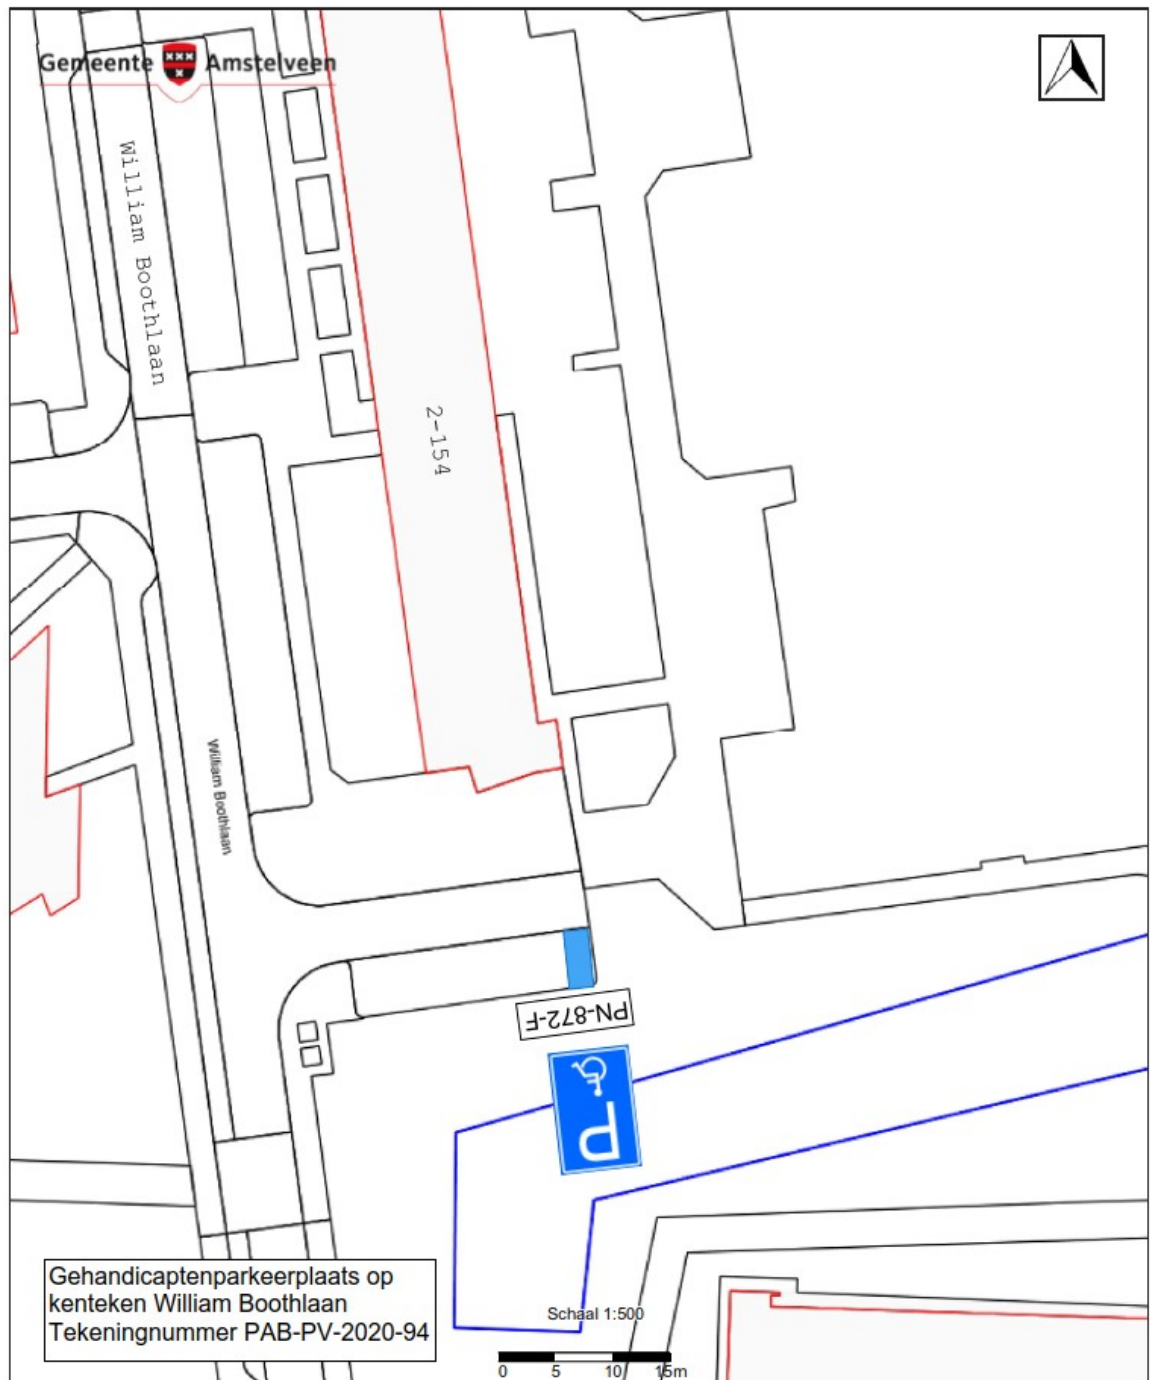 Gemeente Amstelveen
William Boothlaan
2-154
William Boothlaan
PN-872-F
P
Gehandicaptenparkeerplaats op
kenteken William Boothlaan
Tekeningnummer PAB-PV-2020-94
Schaal 1:500
0 5 10 15m